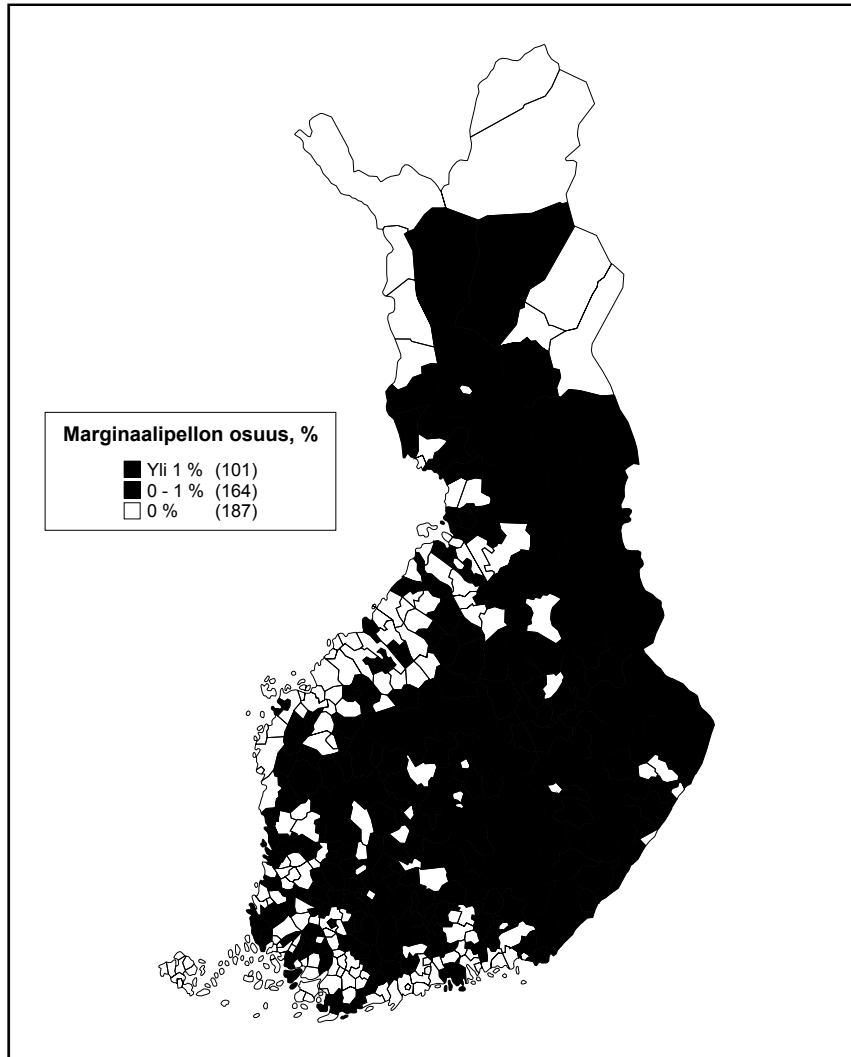 Marginaalipellon osuus, %
Yli 1 % (101)
0 - 1 % (164)
0 % (187)